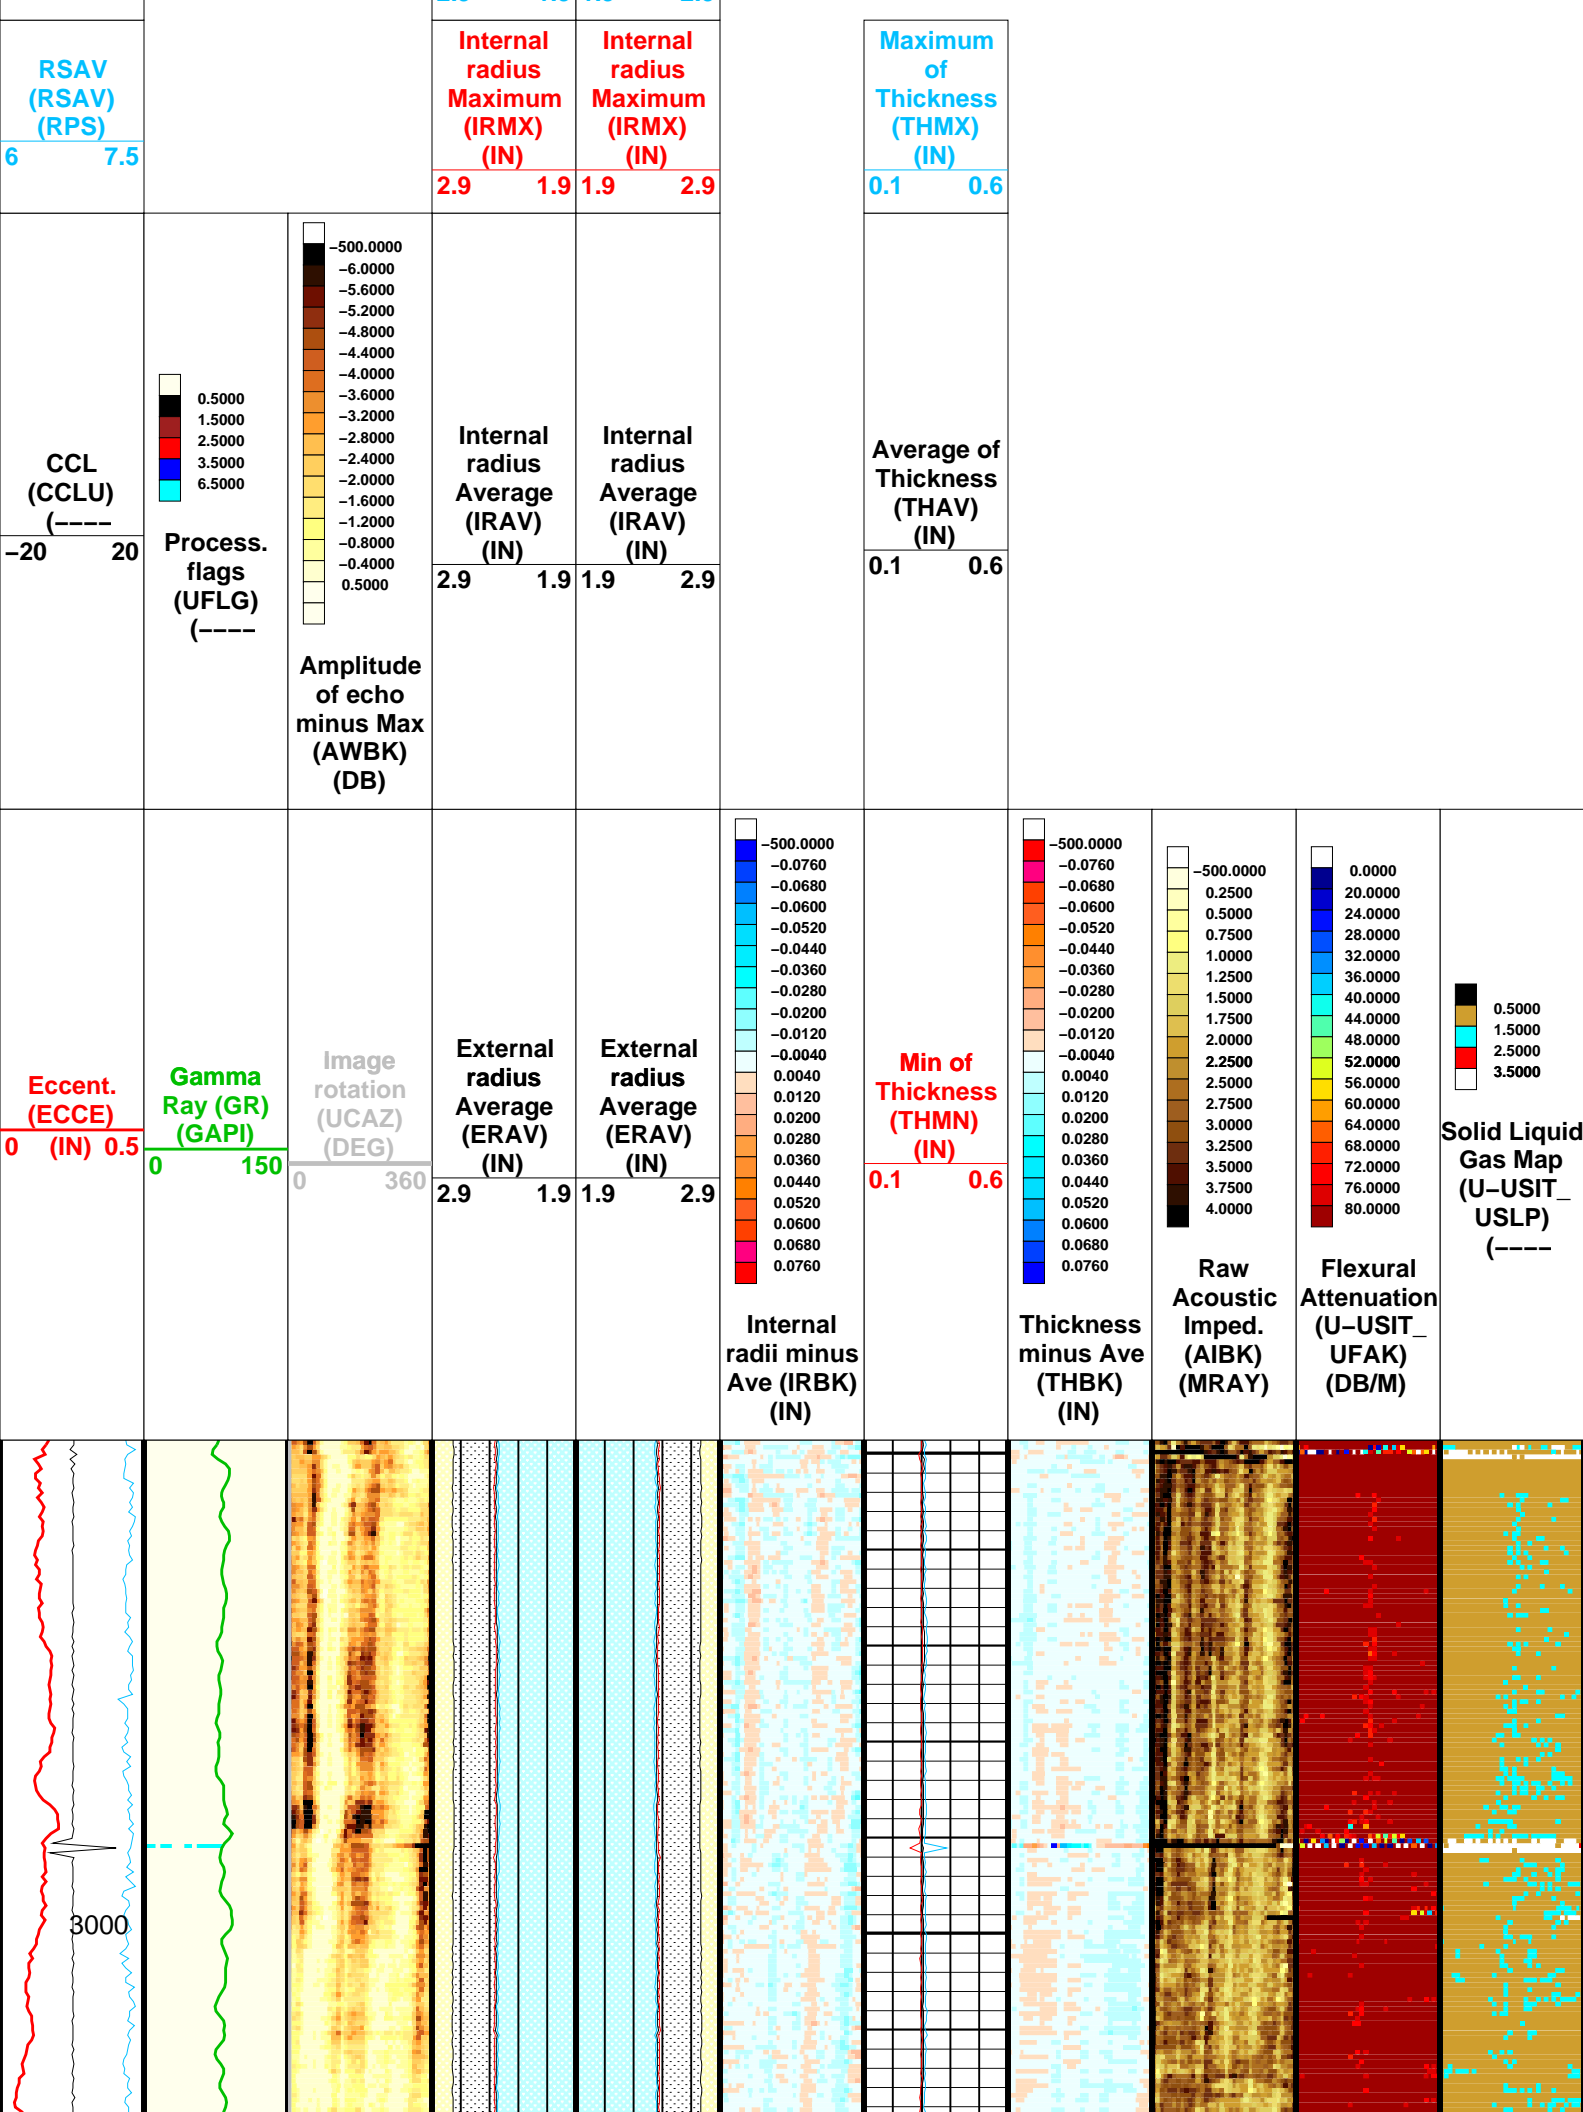 RSAV
(RSAV)
(RPS)
6 7.5
Internal
radius
Maximum
(IRMX)
(IN)
2.9 1.9
Internal
radius
Maximum
(IRMX)
(IN)
1.9 2.9
Maximum
of
Thickness
(THMX)
(IN)
0.1 0.6
CCL
(CCLU)
(----
-20 20
0.5000
1.5000
2.5000
3.5000
6.5000
Process.
flags
(UFLG)
(----
-500.0000
-6.0000
-5.6000
-5.2000
-4.8000
-4.4000
-4.0000
-3.6000
-3.2000
-2.8000
-2.4000
-2.0000
-1.6000
-1.2000
-0.8000
-0.4000
0.5000
Amplitude
of echo
minus Max
(AWBK)
(DB)
Internal
radius
Average
(IRAV)
(IN)
2.9 1.9
Internal
radius
Average
(IRAV)
(IN)
1.9 2.9
Average of
Thickness
(THAV)
(IN)
0.1 0.6
Eccent.
(ECCE)
0 (IN) 0.5
Gamma
Ray (GR)
(GAPI)
0 150
Image
rotation
(UCAZ)
(DEG)
0 360
External
radius
Average
(ERAV)
(IN)
2.9 1.9
External
radius
Average
(ERAV)
(IN)
1.9 2.9
-500.0000
-0.0760
-0.0680
-0.0600
-0.0520
-0.0440
-0.0360
-0.0280
-0.0200
-0.0120
-0.0040
0.0040
0.0120
0.0200
0.0280
0.0360
0.0440
0.0520
0.0600
0.0680
0.0760
Internal
radii minus
Ave (IRBK)
(IN)
Min of
Thickness
(THMN)
(IN)
0.1 0.6
-500.0000
-0.0760
-0.0680
-0.0600
-0.0520
-0.0440
-0.0360
-0.0280
-0.0200
-0.0120
-0.0040
0.0040
0.0120
0.0200
0.0280
0.0360
0.0440
0.0520
0.0600
0.0680
0.0760
Thickness
minus Ave
(THBK)
(IN)
-500.0000
0.2500
0.5000
0.7500
1.0000
1.2500
1.5000
1.7500
2.0000
2.2500
2.5000
2.7500
3.0000
3.2500
3.5000
3.7500
4.0000
Raw
Acoustic
Imped.
(AIBK)
(MRAY)
0.0000
20.0000
24.0000
28.0000
32.0000
36.0000
40.0000
44.0000
48.0000
52.0000
56.0000
60.0000
64.0000
68.0000
72.0000
76.0000
80.0000
Flexural
Attenuation
(U-USIT_
UFAK)
(DB/M)
0.5000
1.5000
2.5000
3.5000
Solid Liquid
Gas Map
(U-USIT_
USLP)
(----
3000